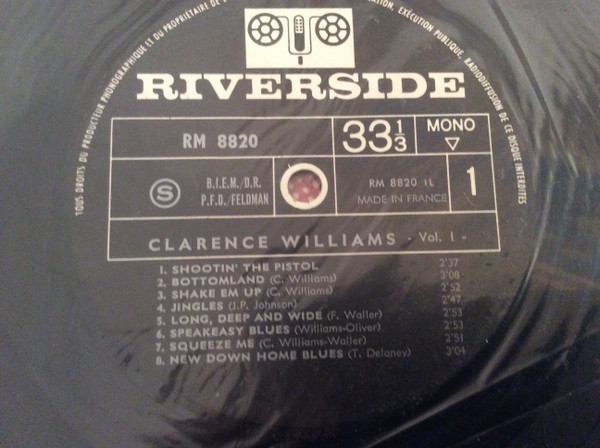 TOUS DROITS DU PRODUCTEUR PHONOGRAPHIQUE ET DU PROPRIÉTAIRE DE L'
EXÉCUTION PUBLIQUE, RADIODIFFUSION DE CE DISQUE INTERDITES
RIVERSIDE
RM 8820
33 1/3
MONO
S
B.I.E.M./D.R.
P.F.D./FELDMAN
RM 8820 1L
MADE IN FRANCE
1
CLARENCE WILLIAMS - Vol. 1 -
1. SHOOTIN' THE PISTOL 2'37
2. BOTTOMLAND (C. Williams) 3'08
3. SHAKE EM UP (C. Williams) 2'52
4. JINGLES (J.P. Johnson) 2'47
5. LONG, DEEP AND WIDE (F. Waller) 2'53
6. SPEAKEASY BLUES (Williams-Oliver) 2'53
7. SQUEEZE ME (C. Williams-Waller) 2'51
8. NEW DOWN HOME BLUES (T. Delaney) 3'04